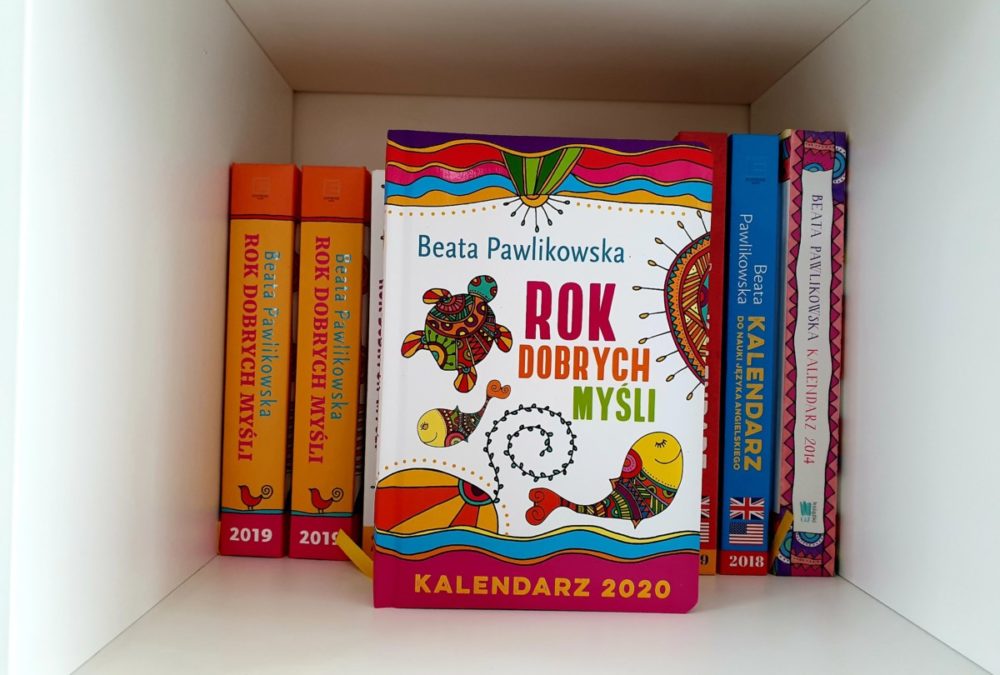 Beata Pawlikowska
ROK DOBRYCH MYŚLI
2019
Beata Pawlikowska
ROK DOBRYCH MYŚLI
2019
Beata Pawlikowska
ROK
DOBRYCH
MYŚLI
KALENDARZ 2020
Beata
Pawlikowska
KALENDARZ
DO NAUKI JĘZYKA ANGIELSKIEGO
2018
BEATA PAWLIKOWSKA KALENDARZ 2014